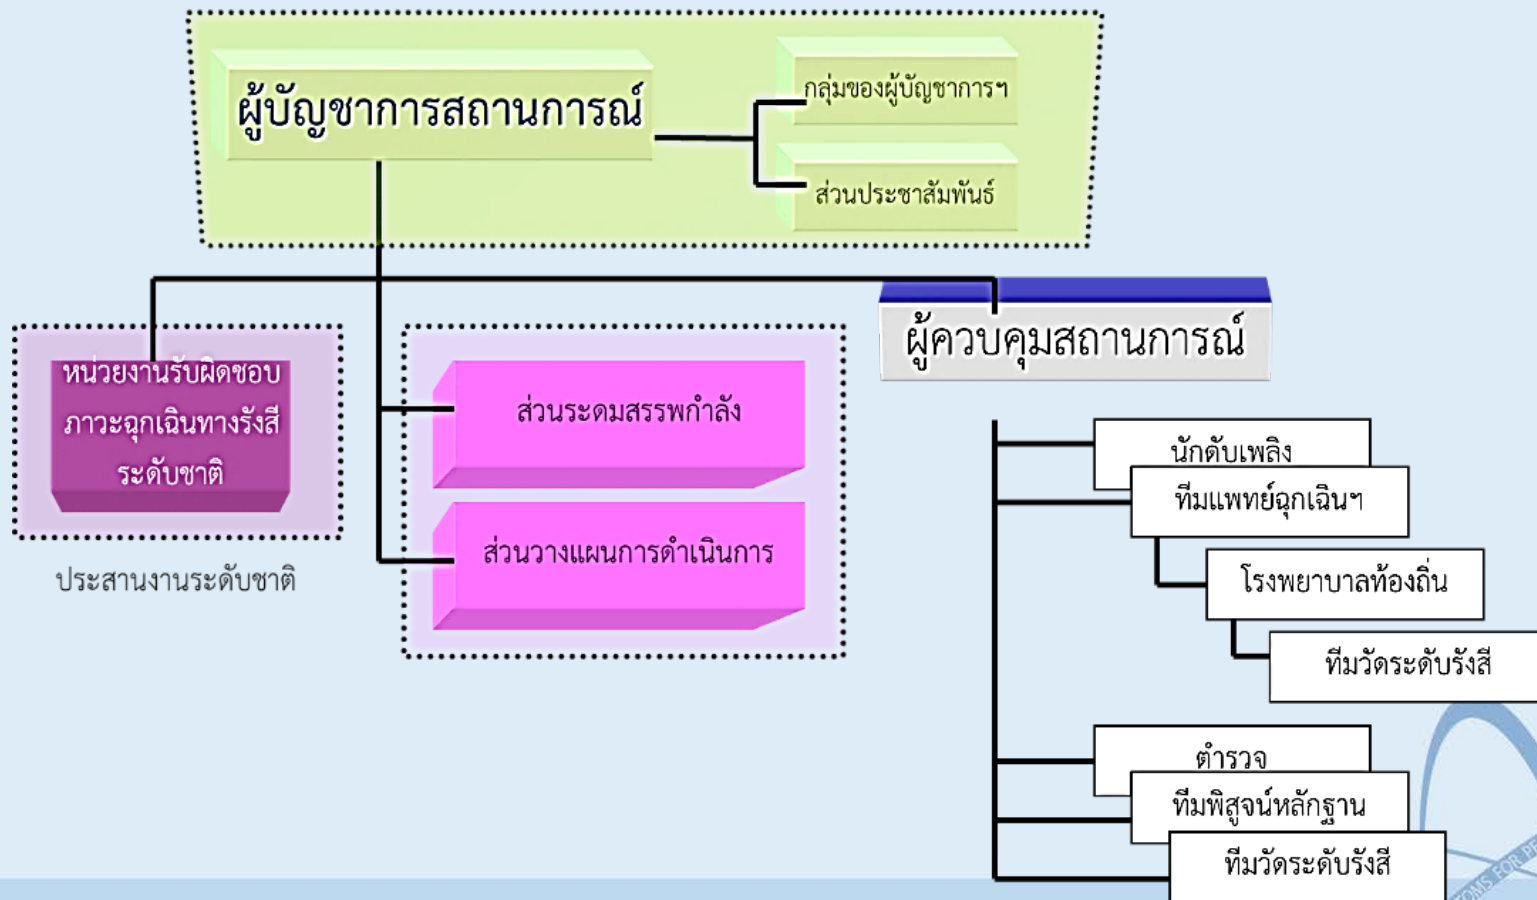 ผู้บัญชาการสถานการณ์
กลุ่มของผู้บัญชาการฯ
ส่วนประชาสัมพันธ์
ผู้ควบคุมสถานการณ์
หน่วยงานรับผิดชอบ
ภาวะฉุกเฉินทางรังสี
ระดับชาติ
ประสานงานระดับชาติ
ส่วนระดมสรรพกำลัง
ส่วนวางแผนการดำเนินการ
นักดับเพลิง
ทีมแพทย์ฉุกเฉินฯ
โรงพยาบาลท้องถิ่น
ทีมวัดระดับรังสี
ตำรวจ
ทีมพิสูจน์หลักฐาน
ทีมวัดระดับรังสี
FOR